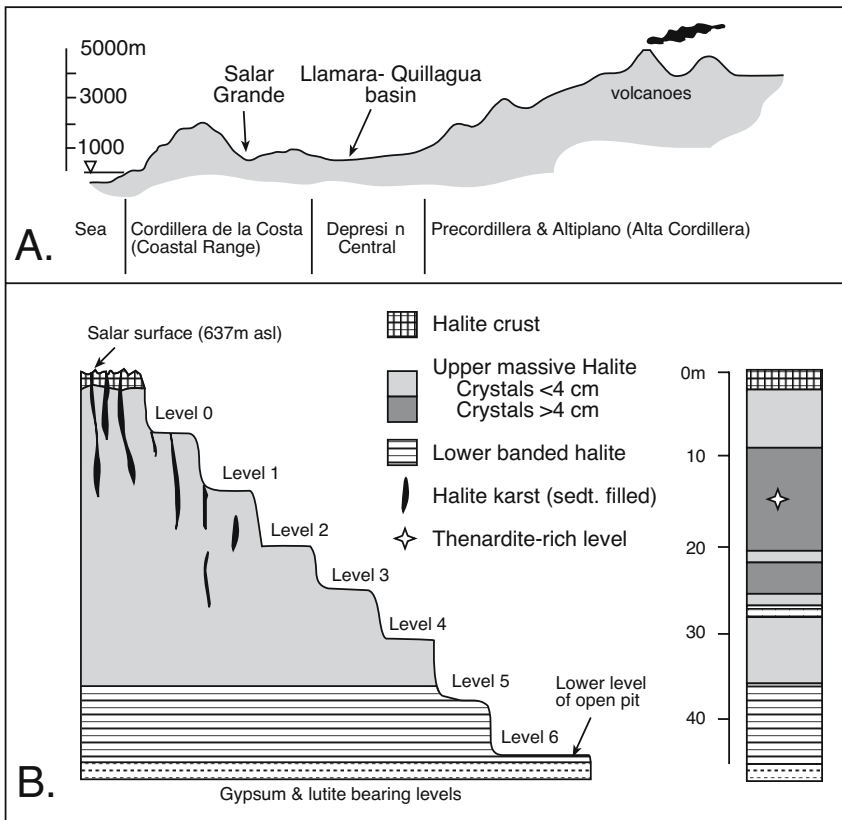 5000m
3000
1000
Salar
Grande
Llamara- Quillagua
basin
volcanoes
Sea
Cordillera de la Costa
(Coastal Range)
Depresi n
Central
Precordillera & Altiplano (Alta Cordillera)
A.
Salar surface (637m asl)
Level 0
Level 1
Level 2
Level 3
Level 4
Level 5
Level 6
Lower level
of open pit
Gypsum & lutite bearing levels
Halite crust
Upper massive Halite
Crystals <4 cm
Crystals >4 cm
Lower banded halite
Halite karst (sedt. filled)
Thenardite-rich level
0m
10
20
30
40
B.